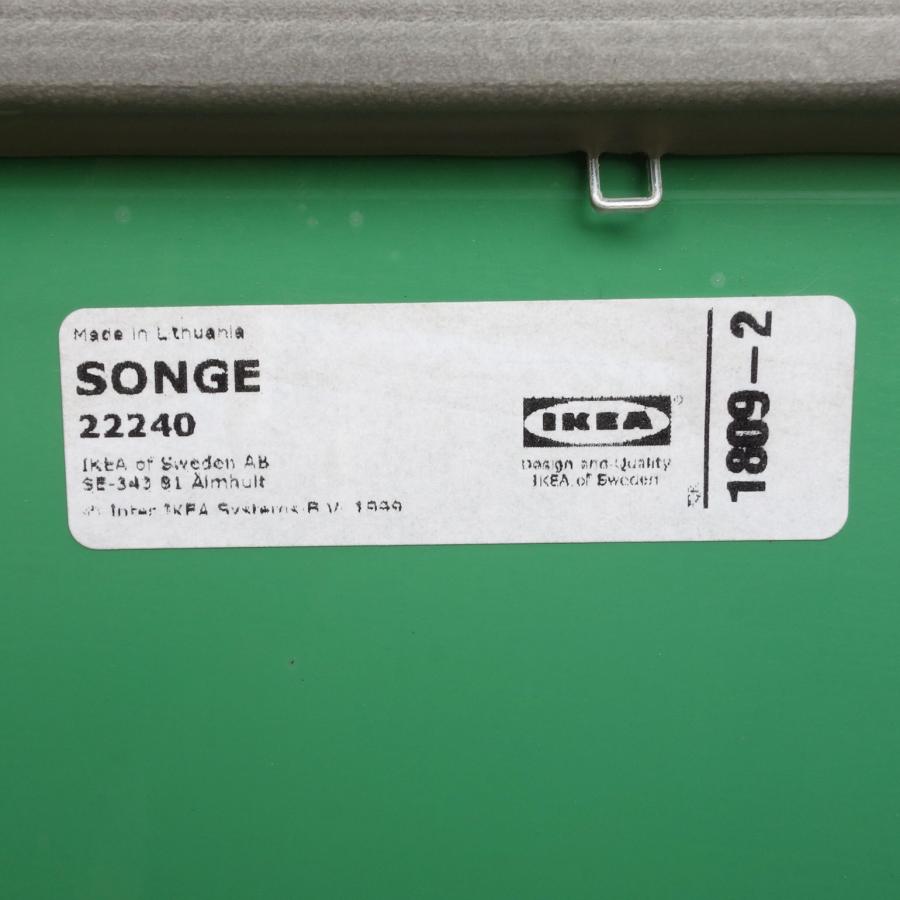 Made in Lithuania
SONGE
22240
IKEA of Sweden AB
SE-343 81 Älmhult
© Inter IKEA Systems B.V. 1999
IKEA®
Design and Quality
IKEA of Sweden
1809-2